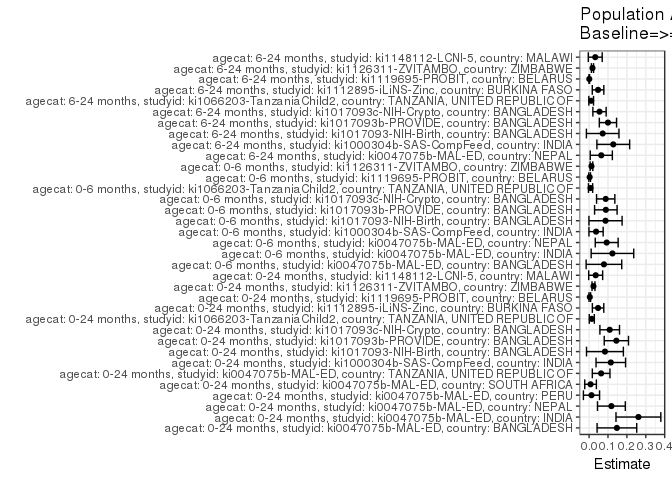 Population A
Baseline=>=
agecat: 6-24 months, studyid: ki1148112-LCNI-5, country: MALAWI
agecat: 6-24 months, studyid: ki1126311-ZVITAMBO, country: ZIMBABWE
agecat: 6-24 months, studyid: ki1119695-PROBIT, country: BELARUS
agecat: 6-24 months, studyid: ki1112895-iLiNS-Zinc, country: BURKINA FASO
agecat: 6-24 months, studyid: ki1066203-TanzaniaChild2, country: TANZANIA, UNITED REPUBLIC OF
agecat: 6-24 months, studyid: ki1017093c-NIH-Crypto, country: BANGLADESH
agecat: 6-24 months, studyid: ki1017093b-PROVIDE, country: BANGLADESH
agecat: 6-24 months, studyid: ki1017093-NIH-Birth, country: BANGLADESH
agecat: 6-24 months, studyid: ki1000304b-SAS-CompFeed, country: INDIA
agecat: 6-24 months, studyid: ki0047075b-MAL-ED, country: NEPAL
agecat: 0-6 months, studyid: ki1126311-ZVITAMBO, country: ZIMBABWE
agecat: 0-6 months, studyid: ki1119695-PROBIT, country: BELARUS
agecat: 0-6 months, studyid: ki1066203-TanzaniaChild2, country: TANZANIA, UNITED REPUBLIC OF
agecat: 0-6 months, studyid: ki1017093c-NIH-Crypto, country: BANGLADESH
agecat: 0-6 months, studyid: ki1017093b-PROVIDE, country: BANGLADESH
agecat: 0-6 months, studyid: ki1017093-NIH-Birth, country: BANGLADESH
agecat: 0-6 months, studyid: ki1000304b-SAS-CompFeed, country: INDIA
agecat: 0-6 months, studyid: ki0047075b-MAL-ED, country: NEPAL
agecat: 0-6 months, studyid: ki0047075b-MAL-ED, country: INDIA
agecat: 0-6 months, studyid: ki0047075b-MAL-ED, country: BANGLADESH
agecat: 0-24 months, studyid: ki1148112-LCNI-5, country: MALAWI
agecat: 0-24 months, studyid: ki1126311-ZVITAMBO, country: ZIMBABWE
agecat: 0-24 months, studyid: ki1119695-PROBIT, country: BELARUS
agecat: 0-24 months, studyid: ki1112895-iLiNS-Zinc, country: BURKINA FASO
agecat: 0-24 months, studyid: ki1066203-TanzaniaChild2, country: TANZANIA, UNITED REPUBLIC OF
agecat: 0-24 months, studyid: ki1017093c-NIH-Crypto, country: BANGLADESH
agecat: 0-24 months, studyid: ki1017093b-PROVIDE, country: BANGLADESH
agecat: 0-24 months, studyid: ki1017093-NIH-Birth, country: BANGLADESH
agecat: 0-24 months, studyid: ki1000304b-SAS-CompFeed, country: INDIA
agecat: 0-24 months, studyid: ki0047075b-MAL-ED, country: TANZANIA, UNITED REPUBLIC OF
agecat: 0-24 months, studyid: ki0047075b-MAL-ED, country: SOUTH AFRICA
agecat: 0-24 months, studyid: ki0047075b-MAL-ED, country: PERU
agecat: 0-24 months, studyid: ki0047075b-MAL-ED, country: NEPAL
agecat: 0-24 months, studyid: ki0047075b-MAL-ED, country: INDIA
agecat: 0-24 months, studyid: ki0047075b-MAL-ED, country: BANGLADESH
0.0 0.1 0.2 0.3 0.4
Estimate